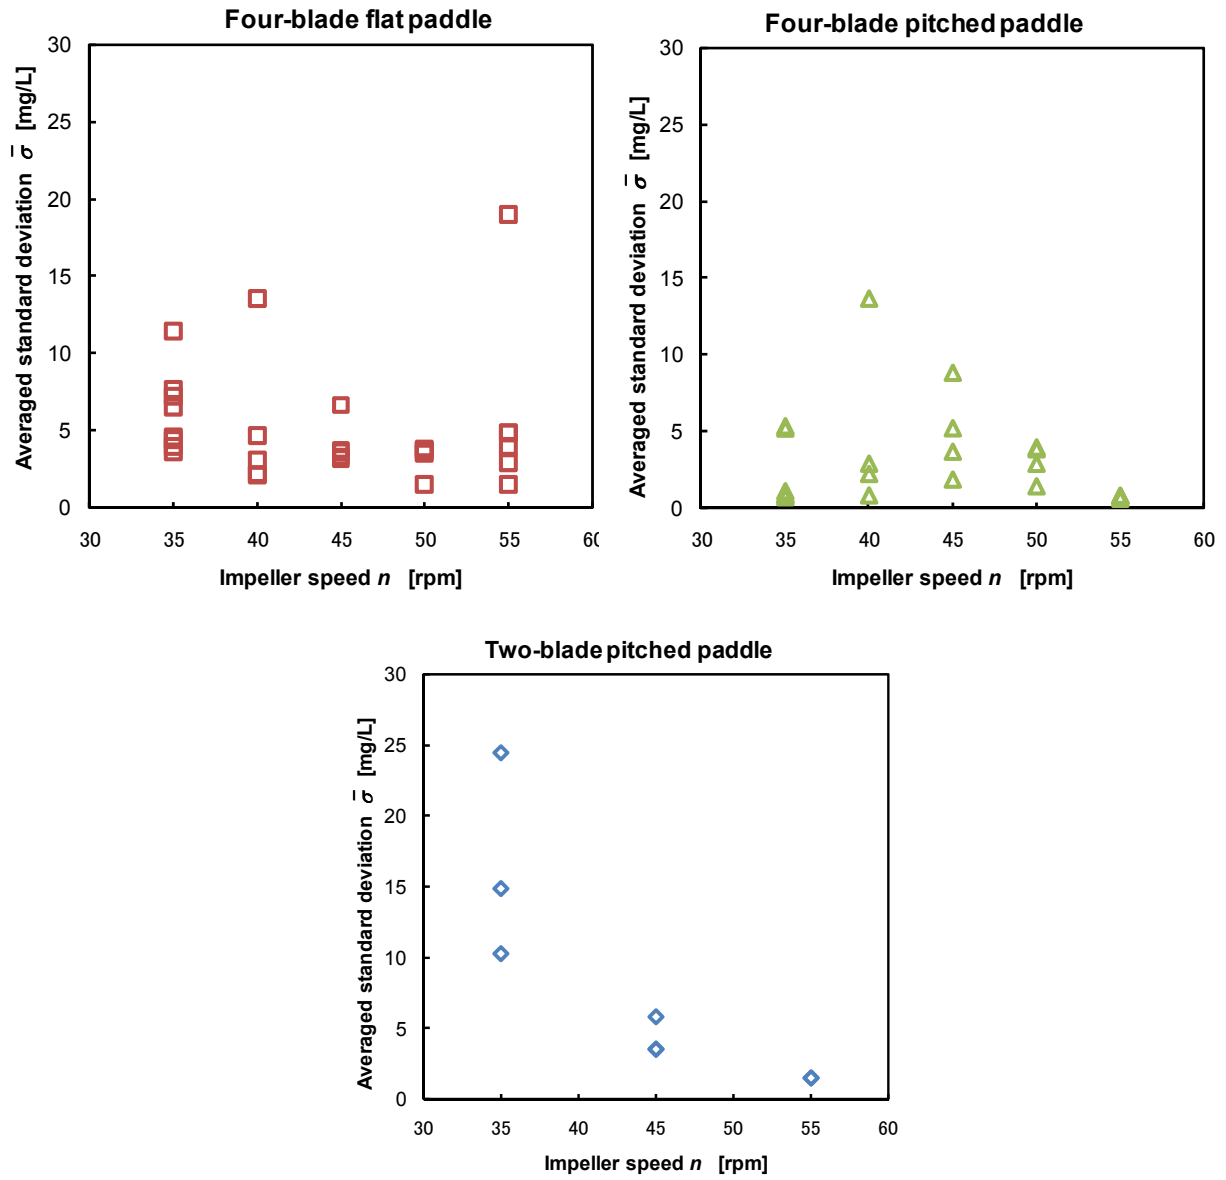 Four-blade flat paddle
Averaged standard deviation σ̄ [mg/L]
30
25
20
15
10
5
0
30 35 40 45 50 55 60
Impeller speed n [rpm]
Four-blade pitched paddle
Averaged standard deviation σ̄ [mg/L]
30
25
20
15
10
5
0
30 35 40 45 50 55 60
Impeller speed n [rpm]
Two-blade pitched paddle
Averaged standard deviation σ̄ [mg/L]
30
25
20
15
10
5
0
30 35 40 45 50 55 60
Impeller speed n [rpm]